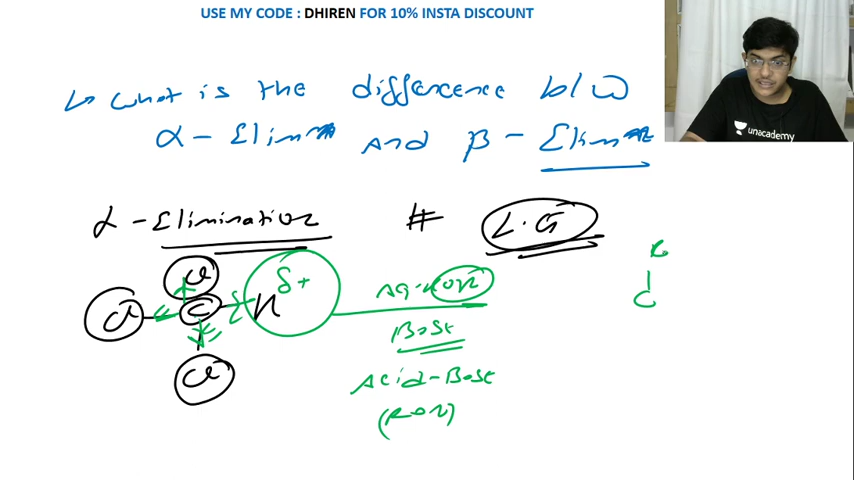 USE MY CODE : DHIREN FOR 10% INSTA DISCOUNT
what is the difference b/w
α - Elimn and β - Elimn
unacademy
α - Elimination # L.G
Cl δ+
Cl C H aq. KOH
Base
Cl
Acid - Base
(RXN)
C